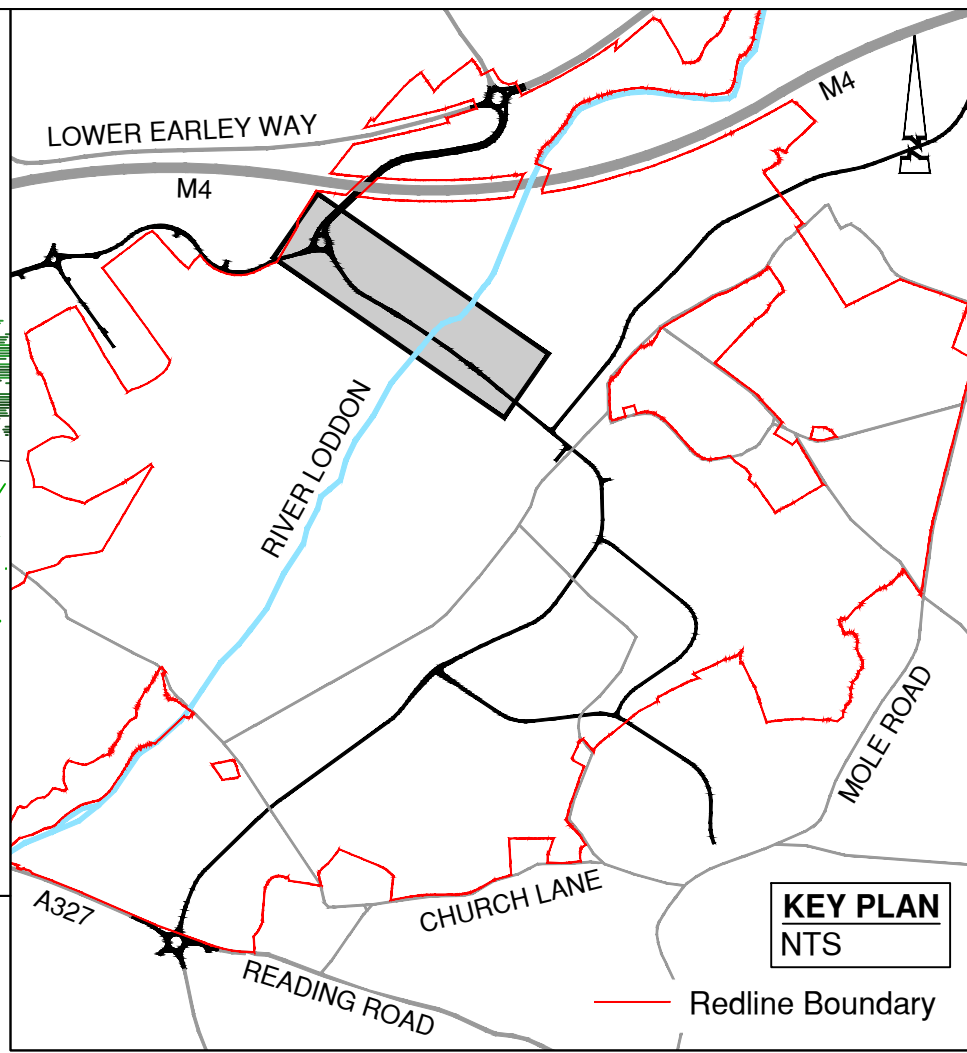 LOWER EARLEY WAY
M4
M4
N
RIVER LODDON
MOLE ROAD
CHURCH LANE
A327
READING ROAD
KEY PLAN
NTS
Redline Boundary